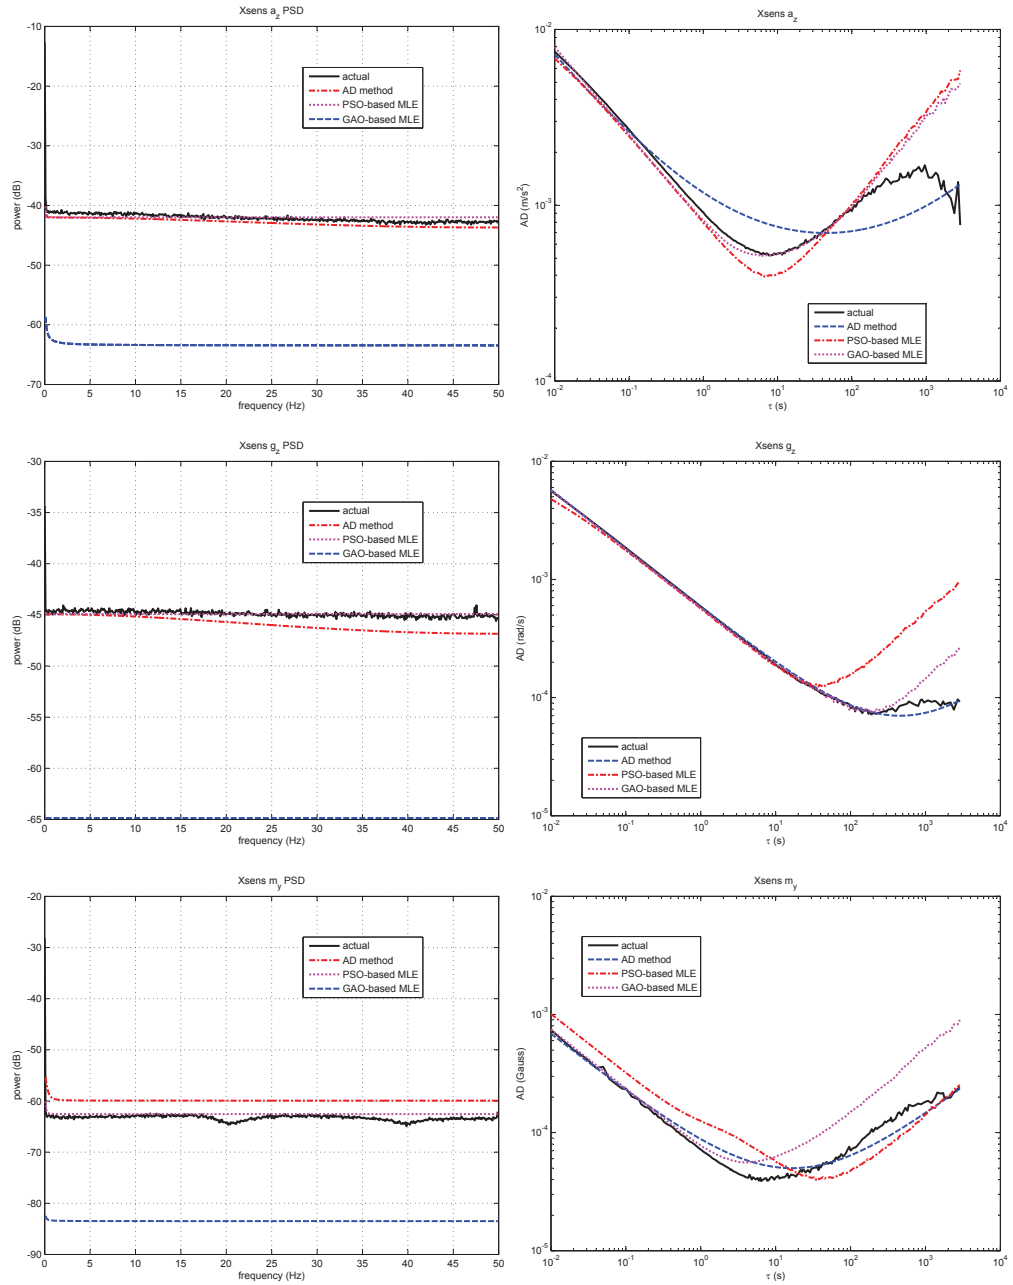 Xsens a_z PSD
-10
-20
-30
-40
-50
-60
-70
power (dB)
0 5 10 15 20 25 30 35 40 45 50
frequency (Hz)
actual
AD method
PSO-based MLE
GAO-based MLE
Xsens a_z
10^-2
10^-3
10^-4
AD (m/s^2)
10^-2 10^-1 10^0 10^1 10^2 10^3 10^4
τ (s)
actual
AD method
PSO-based MLE
GAO-based MLE
Xsens g_z PSD
-30
-35
-40
-45
-50
-55
-60
-65
power (dB)
0 5 10 15 20 25 30 35 40 45 50
frequency (Hz)
actual
AD method
PSO-based MLE
GAO-based MLE
Xsens g_z
10^-2
10^-3
10^-4
10^-5
AD (rad/s)
10^-2 10^-1 10^0 10^1 10^2 10^3 10^4
τ (s)
actual
AD method
PSO-based MLE
GAO-based MLE
Xsens m_y PSD
-20
-30
-40
-50
-60
-70
-80
-90
power (dB)
0 5 10 15 20 25 30 35 40 45 50
frequency (Hz)
actual
AD method
PSO-based MLE
GAO-based MLE
Xsens m_y
10^-2
10^-3
10^-4
10^-5
AD (Gauss)
10^-2 10^-1 10^0 10^1 10^2 10^3 10^4
τ (s)
actual
AD method
PSO-based MLE
GAO-based MLE